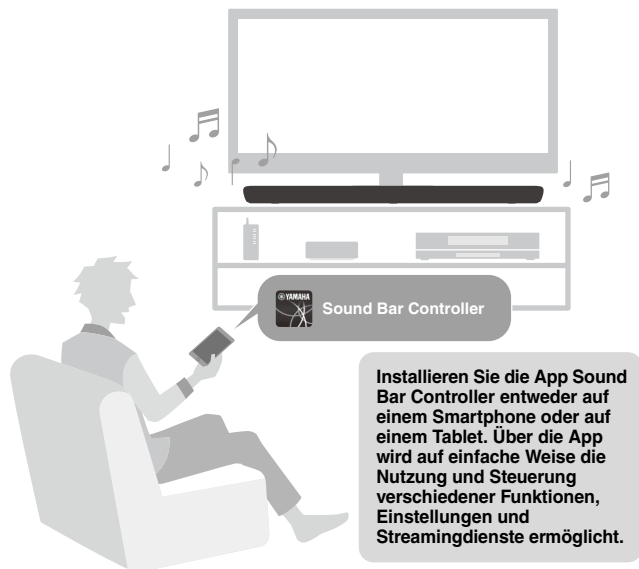 YAMAHA
Sound Bar Controller
Installieren Sie die App Sound
Bar Controller entweder auf
einem Smartphone oder auf
einem Tablet. Über die App
wird auf einfache Weise die
Nutzung und Steuerung
verschiedener Funktionen,
Einstellungen und
Streamingdienste ermöglicht.